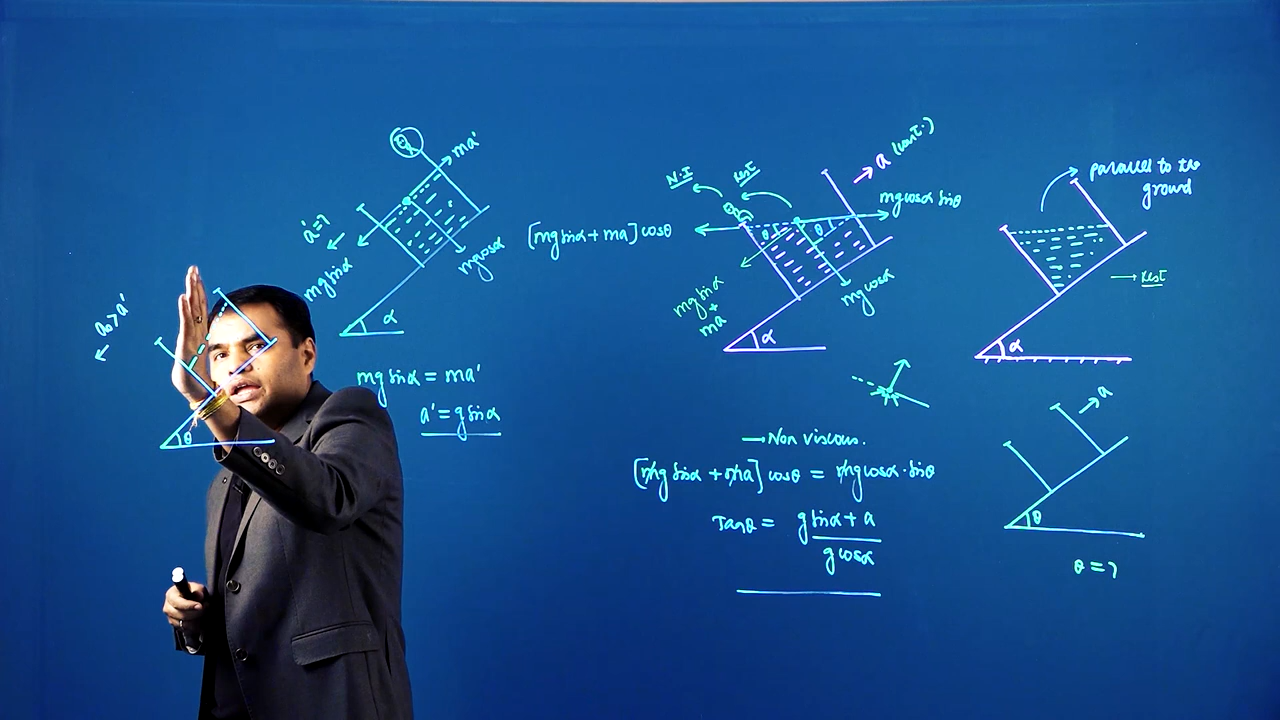 ma'
a' = ?
mg sinα
mg cosα
α
a₀ > a'
θ
mg sinα = ma'
a' = g sinα
N·I
rest
a (const.)
mg cosα sinθ
[mg sinα + ma] cosθ
θ
θ
mg sinα
+
ma
mg cosα
α
→ Non viscous.
[mg sinα + ma] cosθ = mg cosα · sinθ
Tanθ = g sinα + a
g cosα
parallel to the
ground
→ rest
α
a
θ
θ = ?